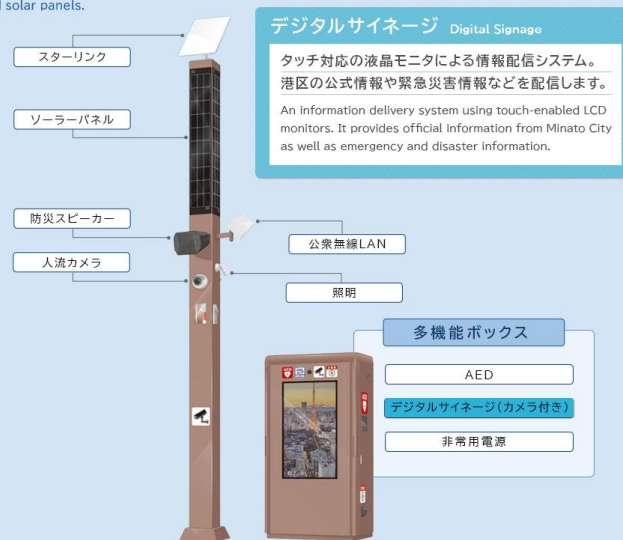 d solar panels.
デジタルサイネージ Digital Signage
タッチ対応の液晶モニタによる情報配信システム。
港区の公式情報や緊急災害情報などを配信します。
An information delivery system using touch-enabled LCD
monitors. It provides official information from Minato City
as well as emergency and disaster information.
スターリンク
ソーラーパネル
防災スピーカー
人流カメラ
公衆無線LAN
照明
多機能ボックス
AED
デジタルサイネージ(カメラ付き)
非常用電源
AED